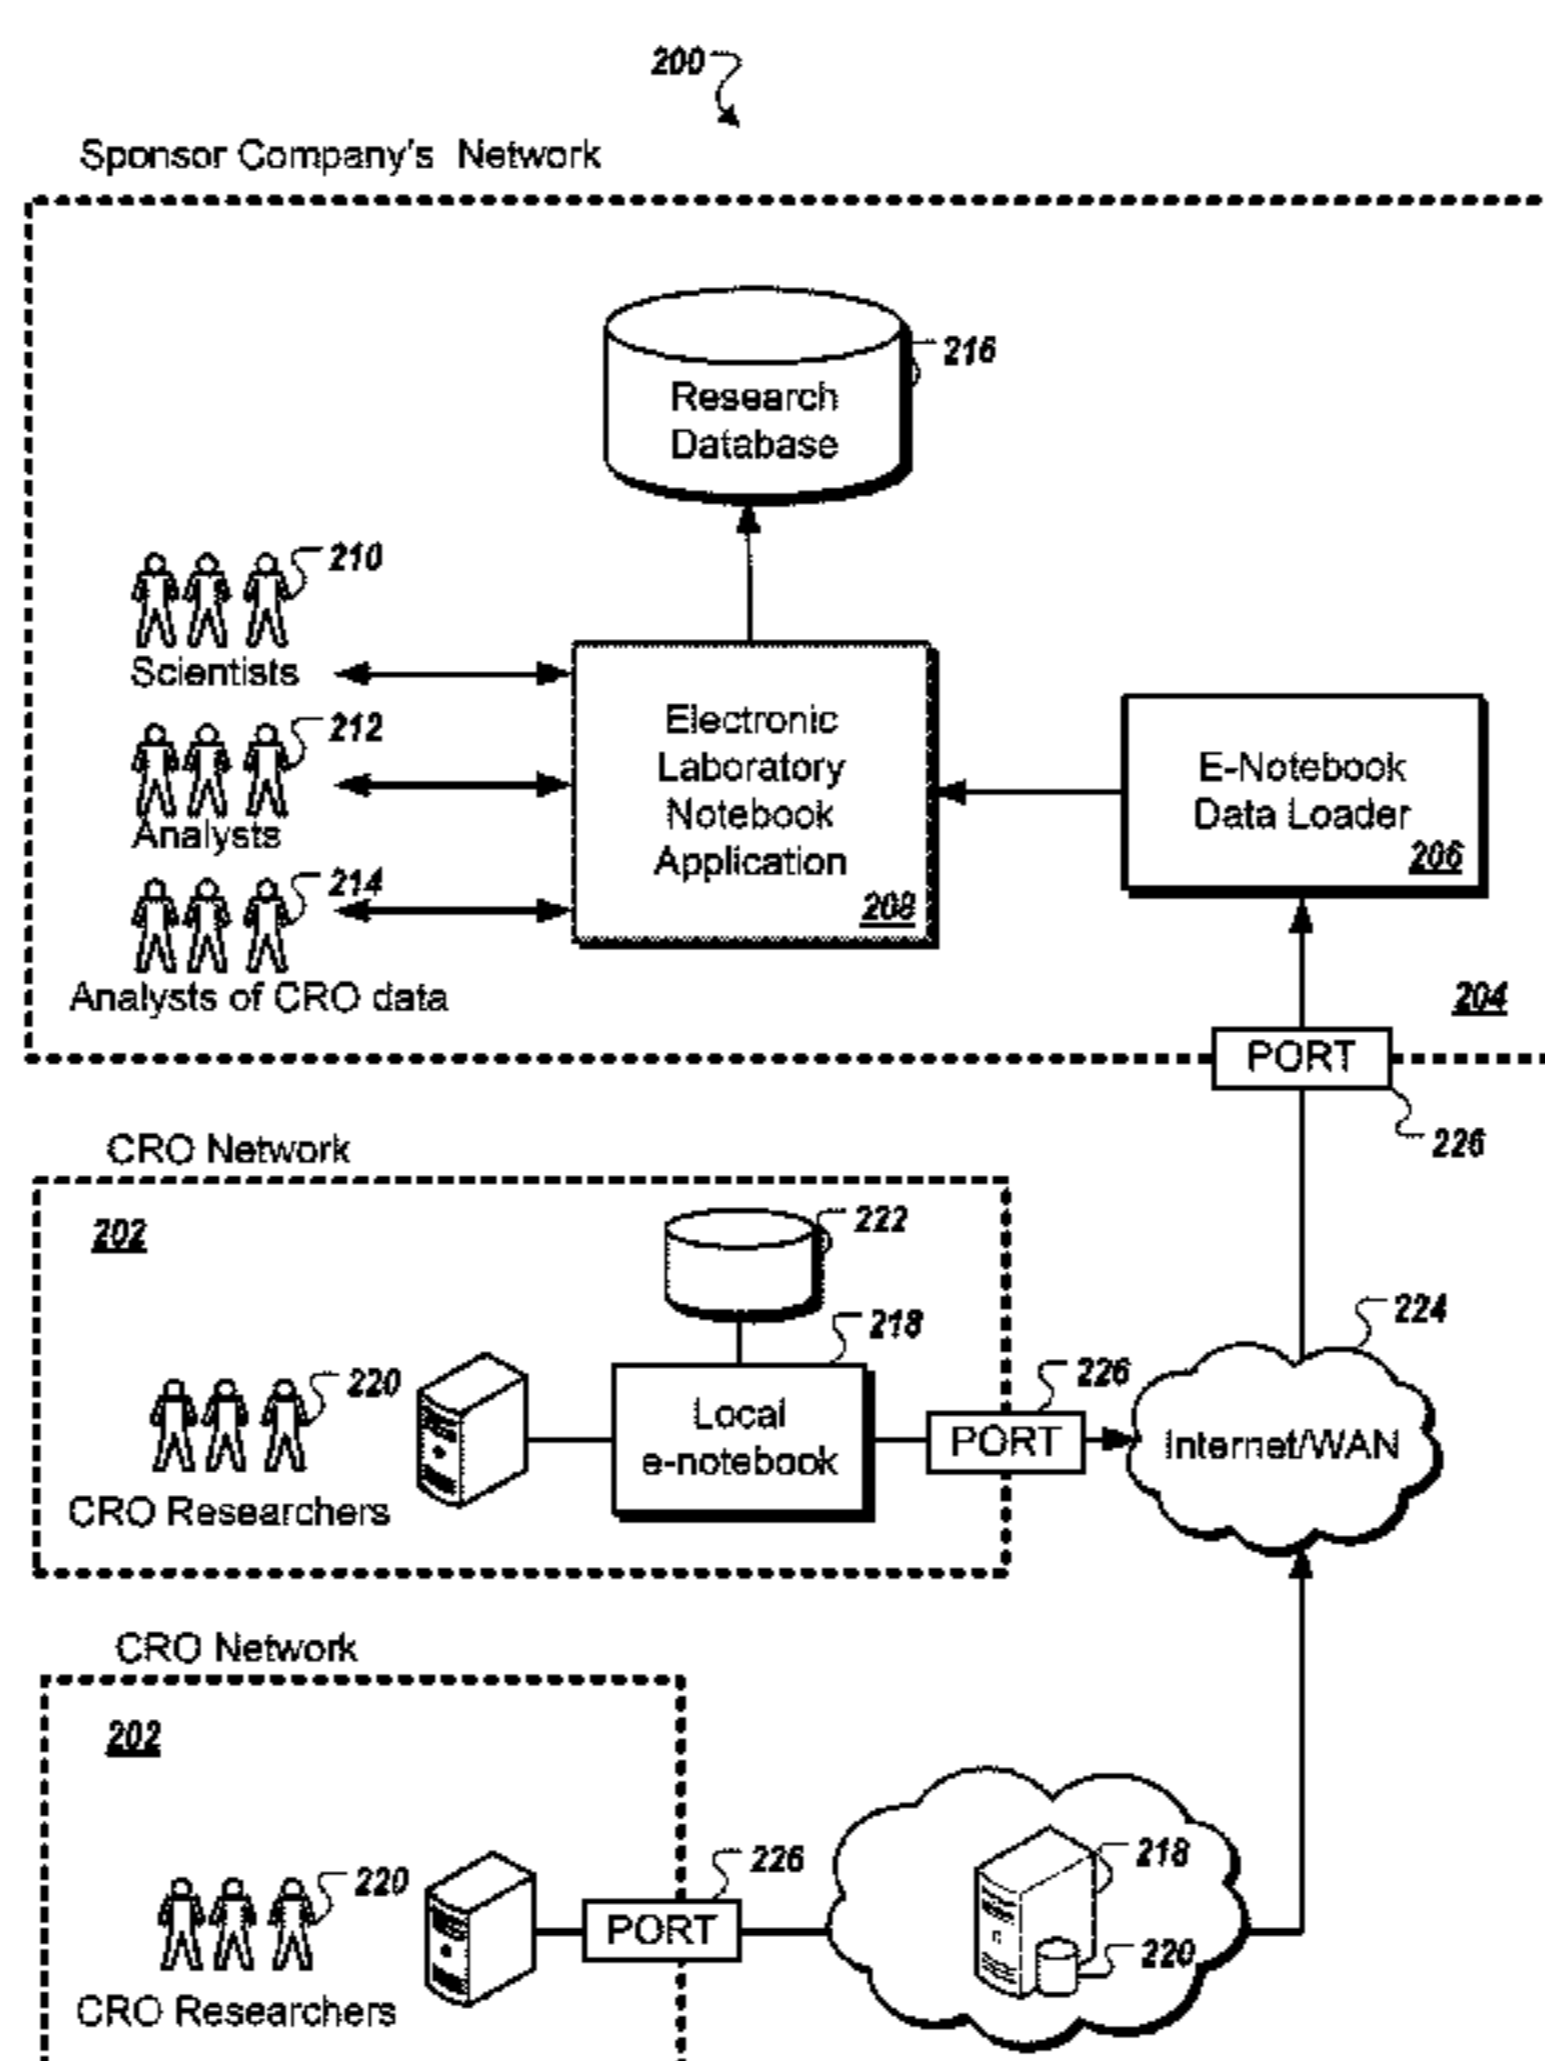 200
Sponsor Company's Network
216
Research
Database
210
Scientists
212
Analysts
214
Analysts of CRO data
Electronic
Laboratory
Notebook
Application
208
E-Notebook
Data Loader
206
204
PORT
226
CRO Network
202
222
218
220
CRO Researchers
Local
e-notebook
226
PORT
224
Internet/WAN
CRO Network
202
220
CRO Researchers
226
PORT
218
220